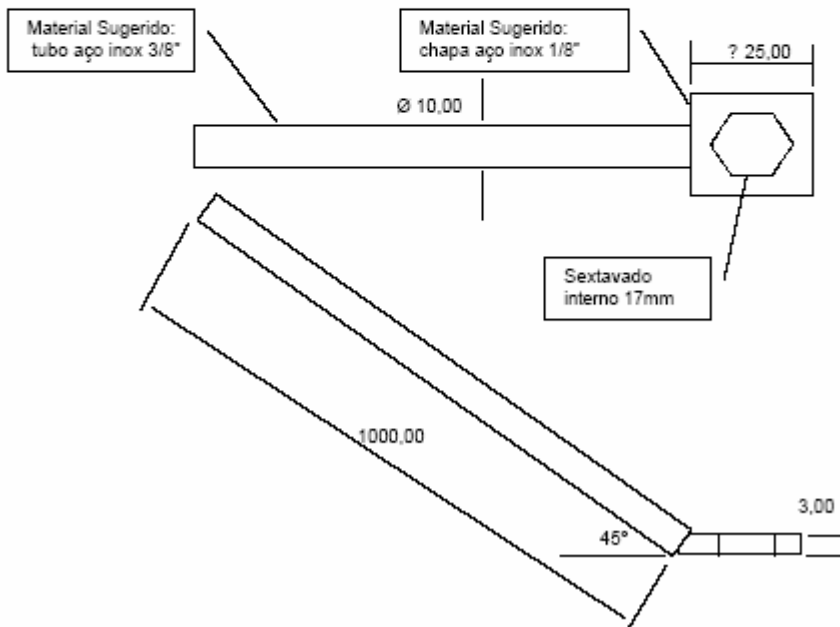 Material Sugerido:
tubo aço inox 3/8"
Material Sugerido:
chapa aço inox 1/8"
? 25,00
Ø 10,00
Sextavado
interno 17mm
1000,00
3,00
45°